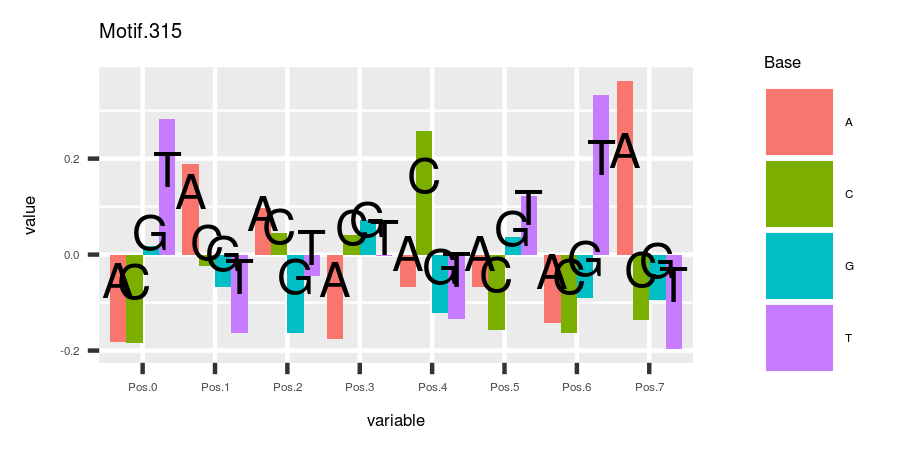 Motif.315
value
0.2
0.0
-0.2
A C G T A C G T A C G T A C G T A C G T A C G T A C G T A C G T
Pos.0 Pos.1 Pos.2 Pos.3 Pos.4 Pos.5 Pos.6 Pos.7
variable
Base
A
C
G
T